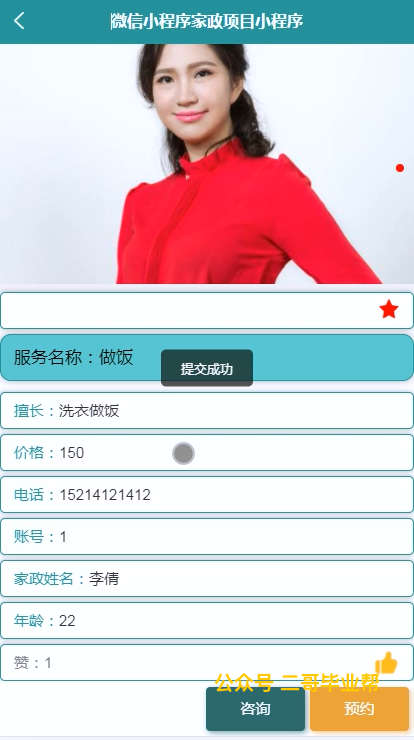 微信小程序家政项目小程序
服务名称：做饭
提交成功
擅长：洗衣做饭
价格：150
电话：15214121412
账号：1
家政姓名：李倩
年龄：22
赞：1
公众号 二哥毕业帮
咨询
预约